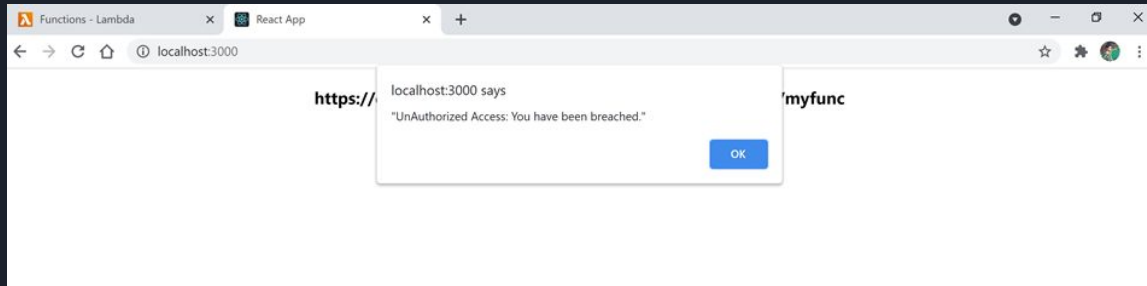 Functions - Lambda
React App
localhost:3000
https://
localhost:3000 says
myfunc
"UnAuthorized Access: You have been breached."
OK